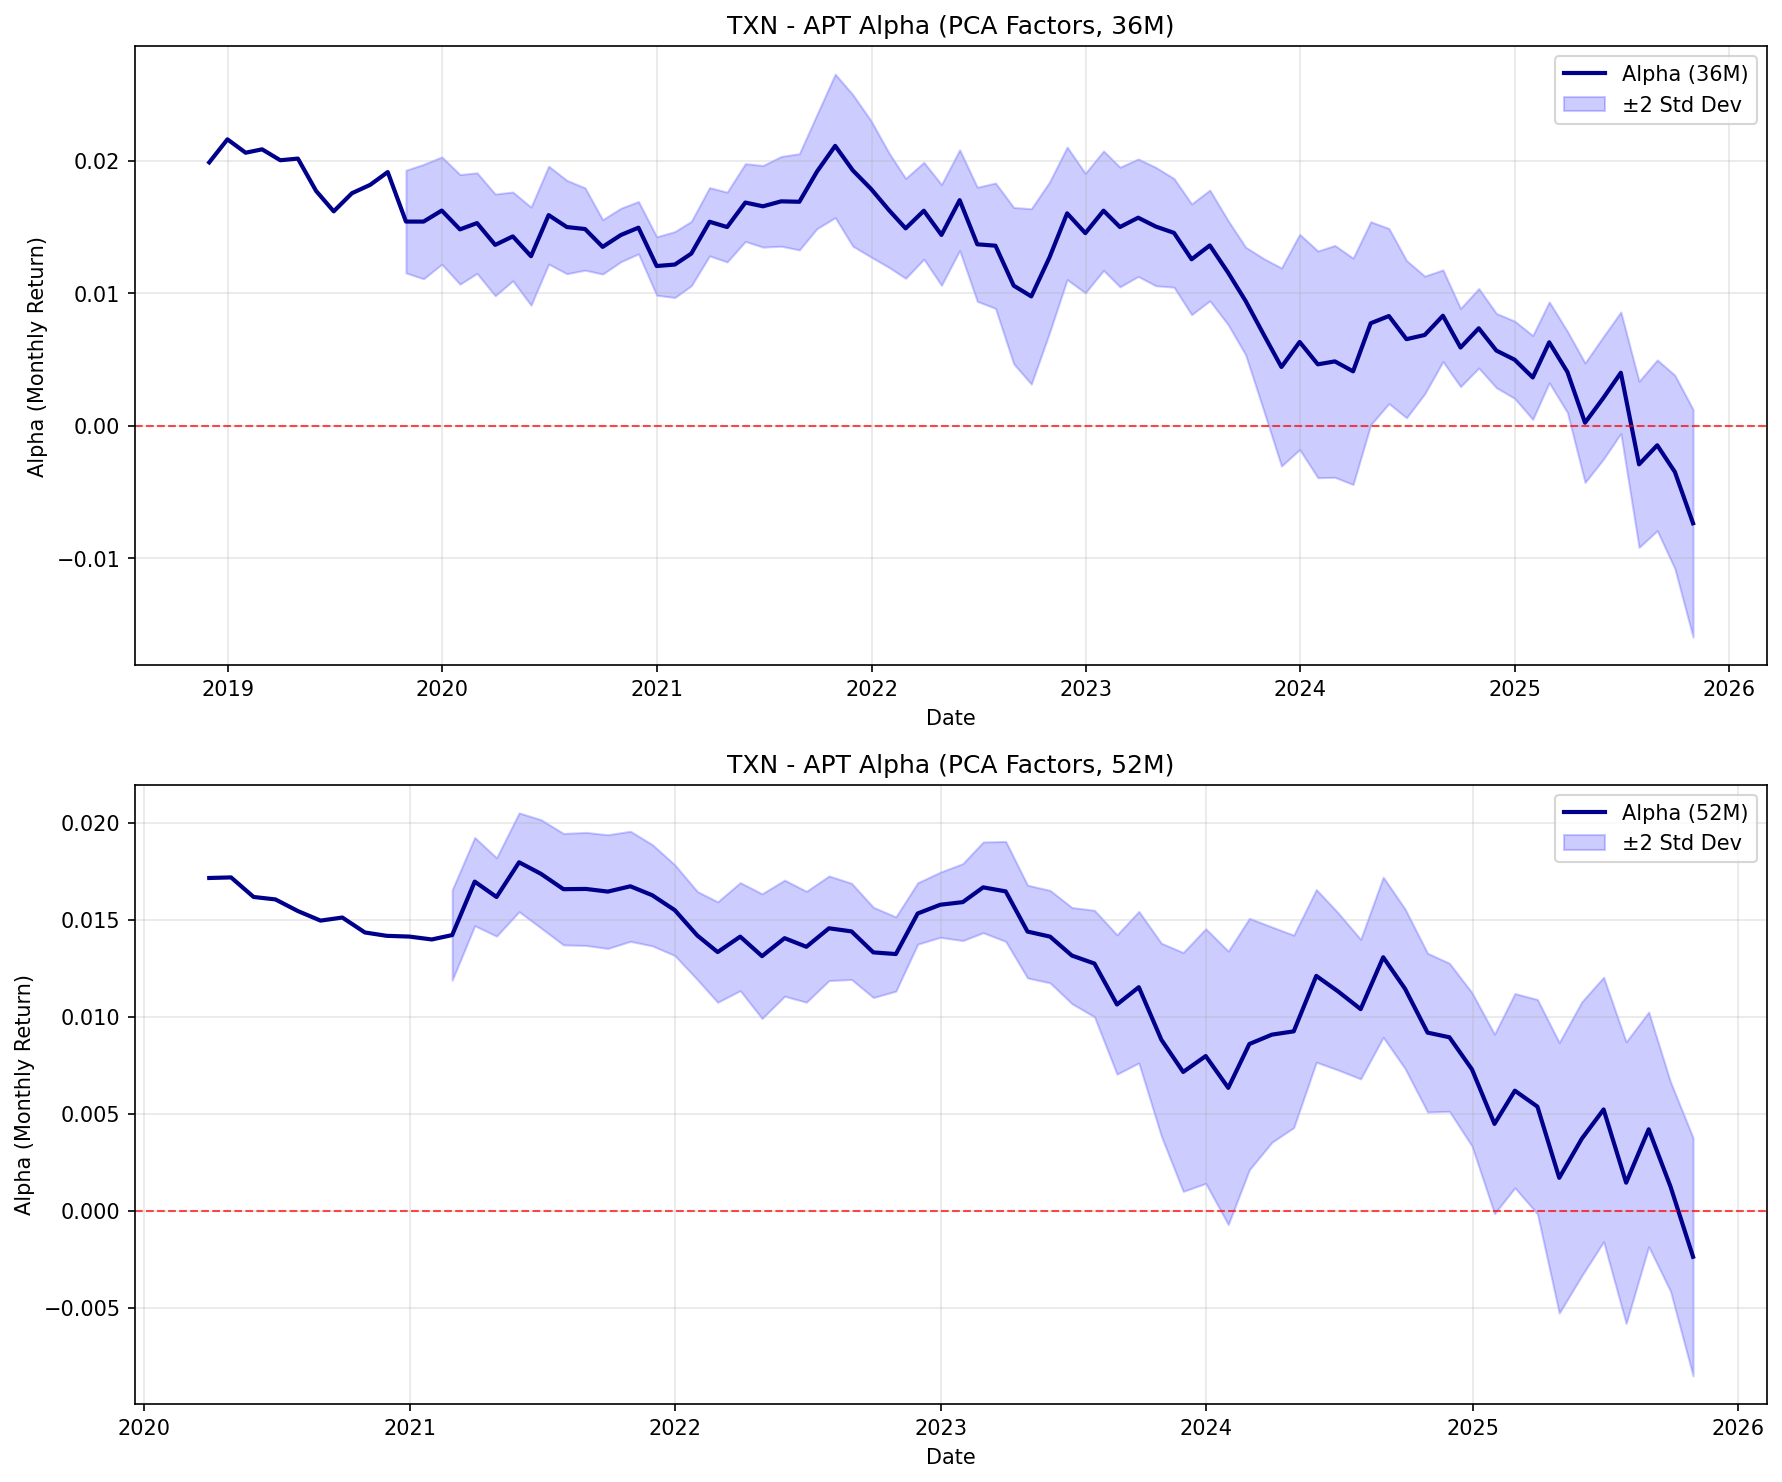 TXN - APT Alpha (PCA Factors, 36M)
Alpha (36M)
±2 Std Dev
Alpha (Monthly Return)
0.02
0.01
0.00
−0.01
2019 2020 2021 2022 2023 2024 2025 2026
Date
TXN - APT Alpha (PCA Factors, 52M)
Alpha (52M)
±2 Std Dev
Alpha (Monthly Return)
0.020
0.015
0.010
0.005
0.000
−0.005
2020 2021 2022 2023 2024 2025 2026
Date